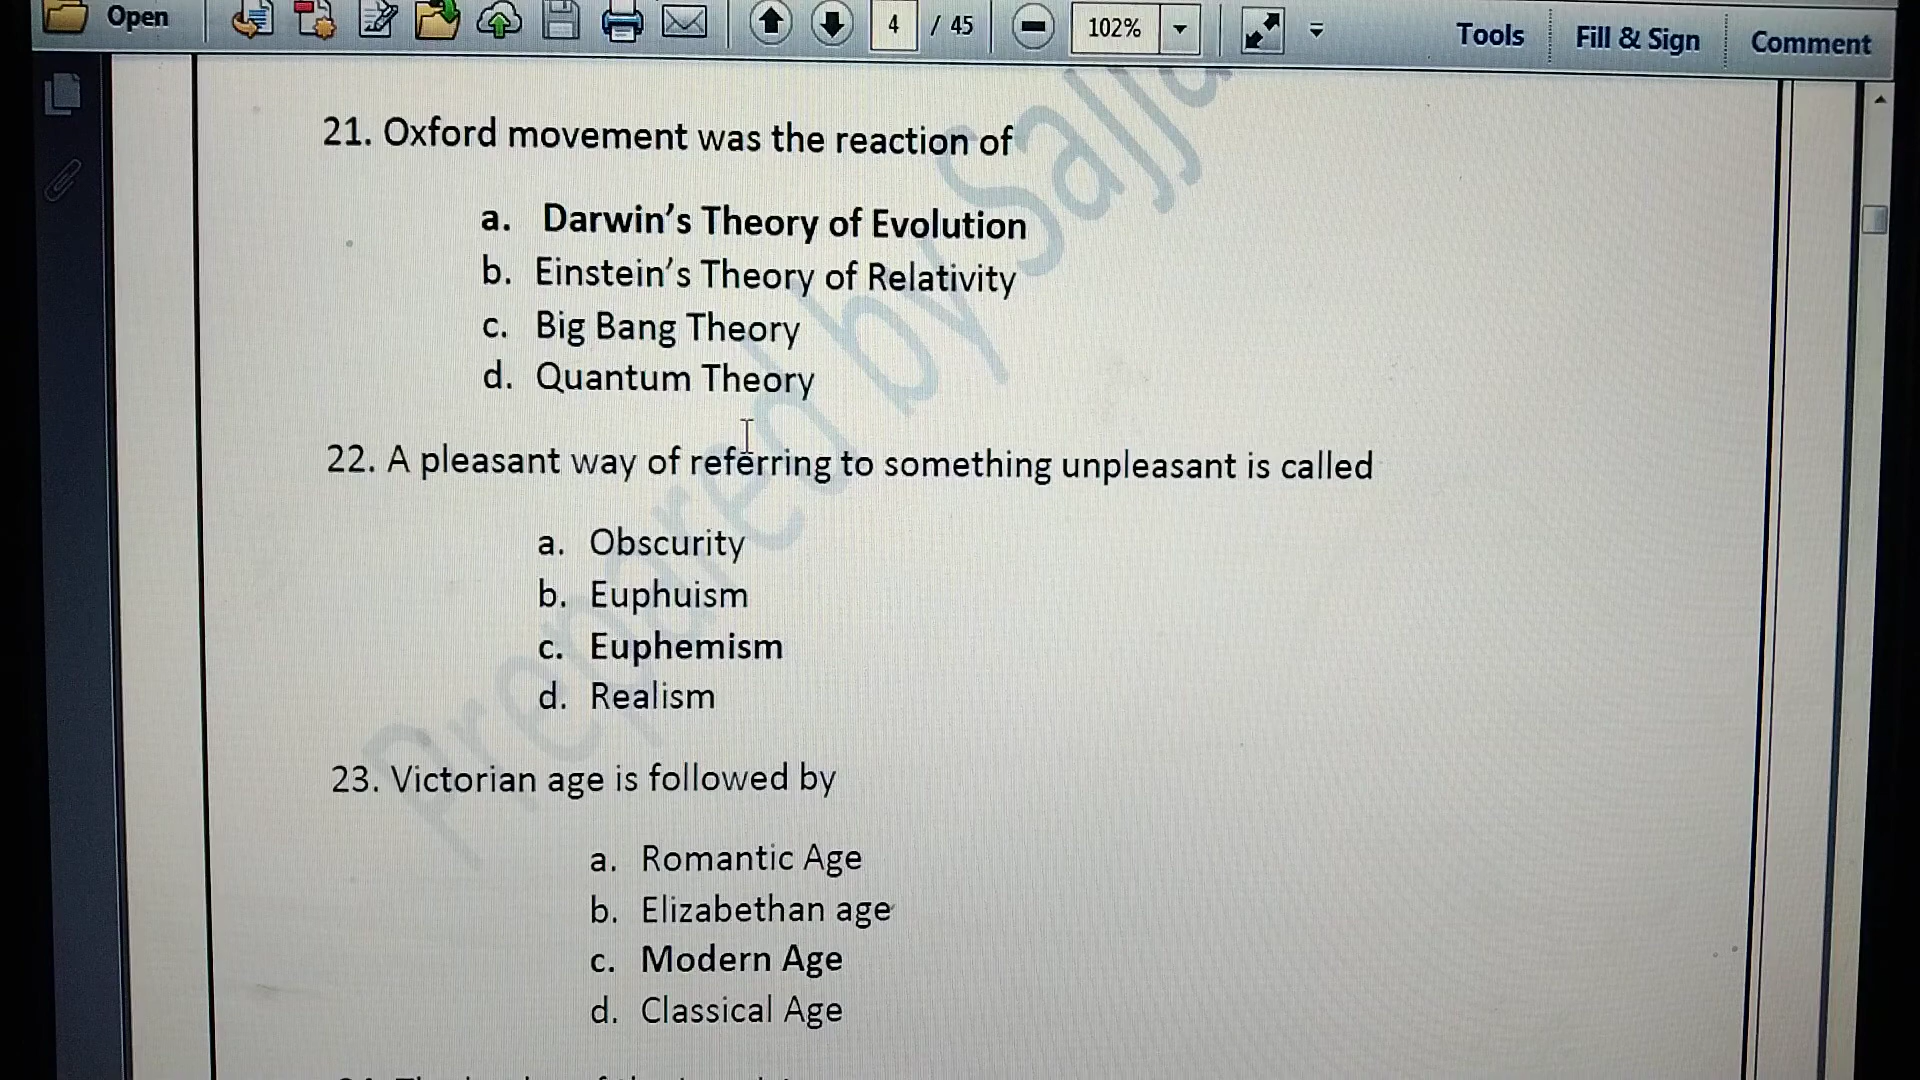 Open 4 / 45 102% Tools Fill & Sign Comment
21. Oxford movement was the reaction of
a. Darwin's Theory of Evolution
b. Einstein's Theory of Relativity
c. Big Bang Theory
d. Quantum Theory
22. A pleasant way of referring to something unpleasant is called
a. Obscurity
b. Euphuism
c. Euphemism
d. Realism
23. Victorian age is followed by
a. Romantic Age
b. Elizabethan age
c. Modern Age
d. Classical Age
Prepared by